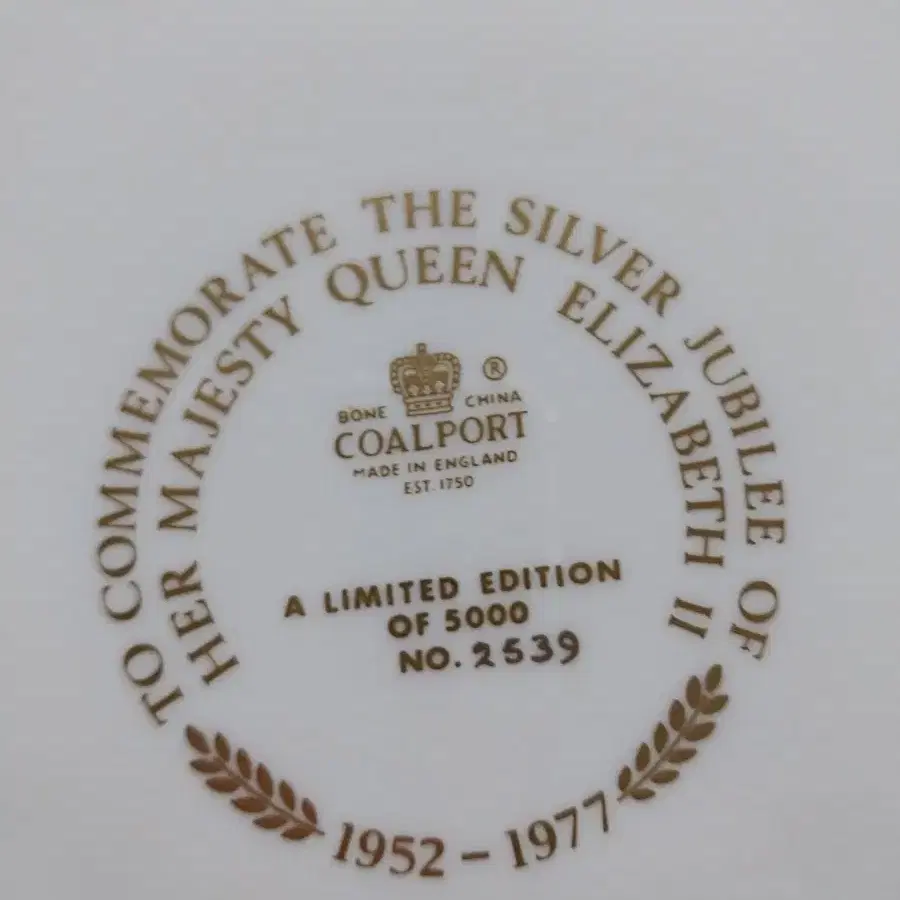 TO COMMEMORATE THE SILVER JUBILEE OF
HER MAJESTY QUEEN ELIZABETH II
®
BONE CHINA
COALPORT
MADE IN ENGLAND
EST. 1750
A LIMITED EDITION
OF 5000
NO. 2539
1952 – 1977